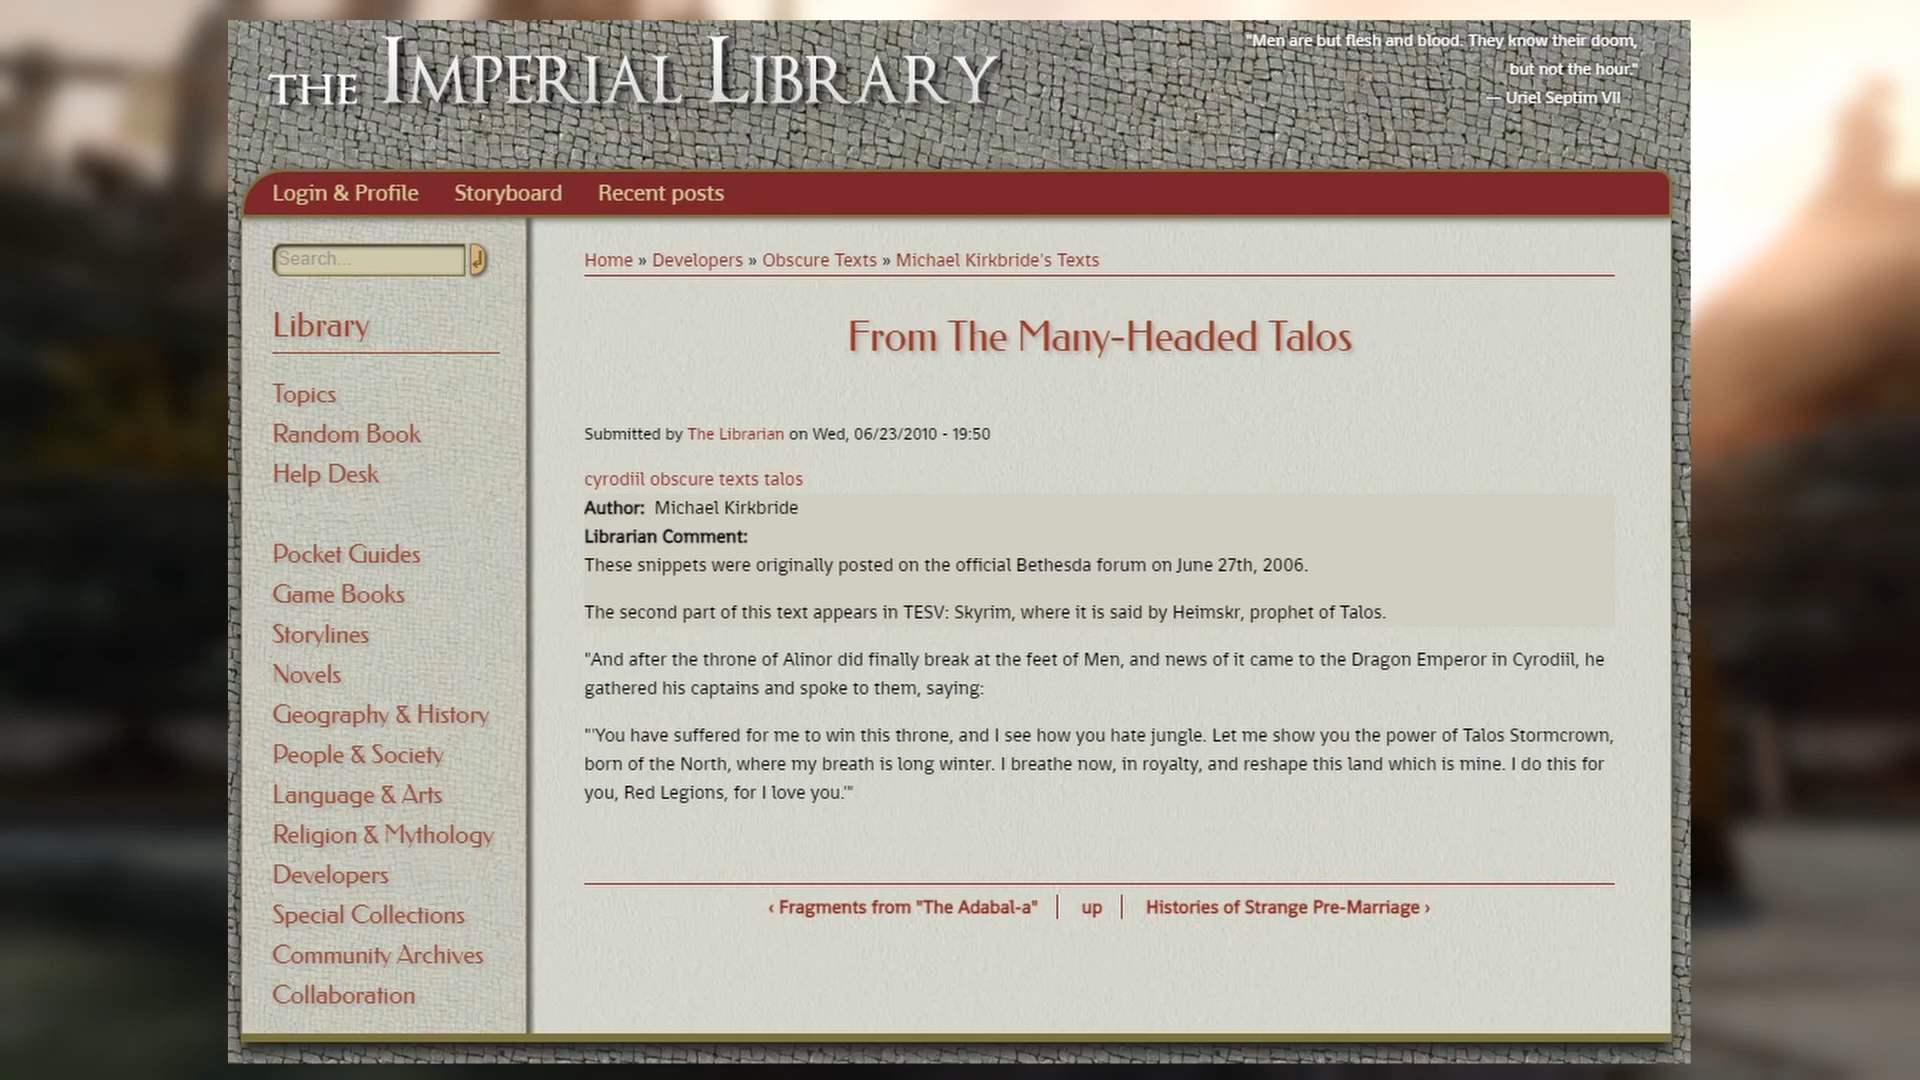 THE IMPERIAL LIBRARY
"Men are but flesh and blood. They know their doom,
but not the hour."
— Uriel Septim VII
Login & Profile Storyboard Recent posts
Search...
Library
Topics
Random Book
Help Desk
Pocket Guides
Game Books
Storylines
Novels
Geography & History
People & Society
Language & Arts
Religion & Mythology
Developers
Special Collections
Community Archives
Collaboration
Home » Developers » Obscure Texts » Michael Kirkbride's Texts
From The Many-Headed Talos
Submitted by The Librarian on Wed, 06/23/2010 - 19:50
cyrodiil obscure texts talos
Author: Michael Kirkbride
Librarian Comment:
These snippets were originally posted on the official Bethesda forum on June 27th, 2006.
The second part of this text appears in TESV: Skyrim, where it is said by Heimskr, prophet of Talos.
"And after the throne of Alinor did finally break at the feet of Men, and news of it came to the Dragon Emperor in Cyrodiil, he
gathered his captains and spoke to them, saying:
"'You have suffered for me to win this throne, and I see how you hate jungle. Let me show you the power of Talos Stormcrown,
born of the North, where my breath is long winter. I breathe now, in royalty, and reshape this land which is mine. I do this for
you, Red Legions, for I love you.'"
‹ Fragments from "The Adabal-a" up Histories of Strange Pre-Marriage ›